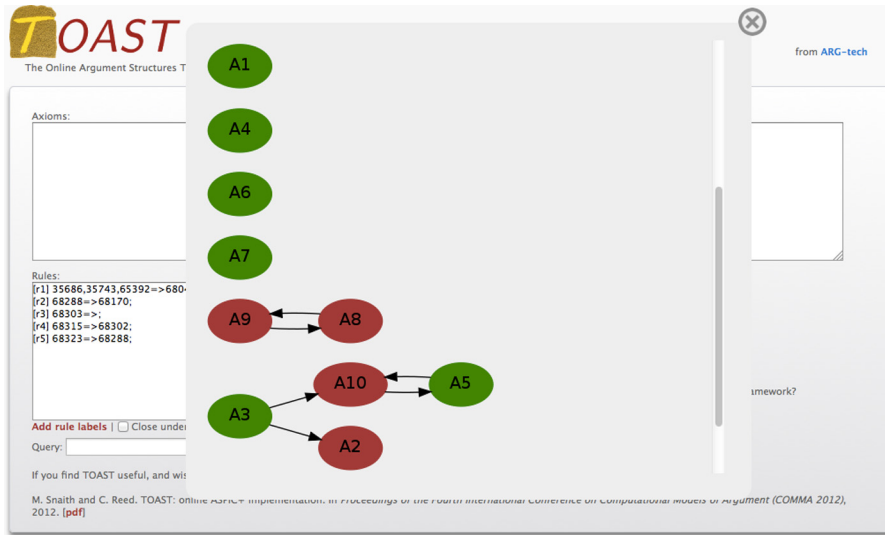 TOAST
The Online Argument Structures T
from ARG-tech
Axioms:
A1
A4
A6
A7
A9
A8
A10
A5
A3
A2
Rules:
[r1] 35686,35743,65392=>6804
[r2] 68288=>68170;
[r3] 68303=>;
[r4] 68315=>68302;
[r5] 68323=>68288;
amework?
Add rule labels | Close under
Query:
If you find TOAST useful, and wis
M. Snaith and C. Reed. TOAST: online ASPIC+ implementation. In Proceedings of the Fourth International Conference on Computational Models of Argument (COMMA 2012),
2012. [pdf]